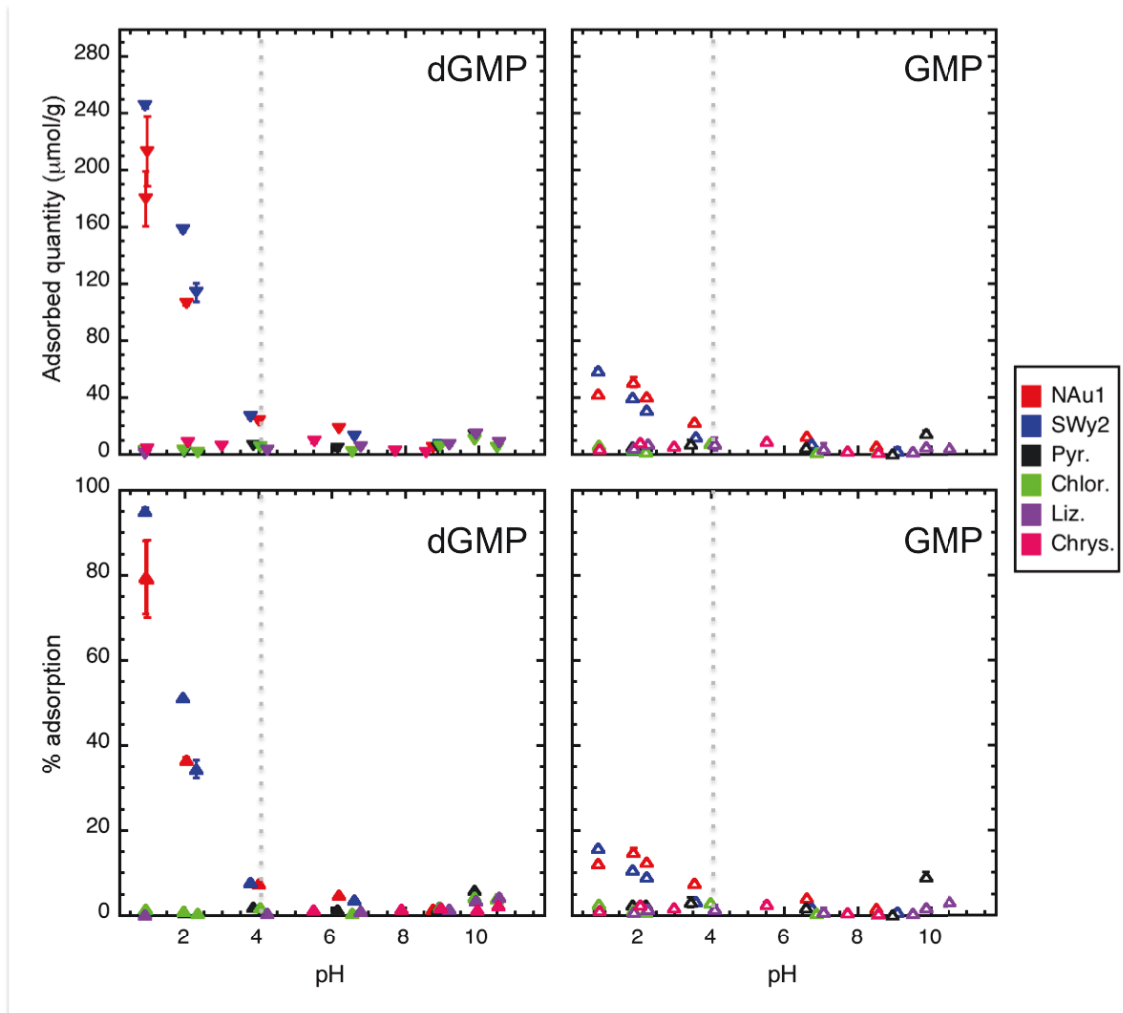 dGMP
GMP
Adsorbed quantity (μmol/g)
280
240
200
160
120
80
40
0
NAu1
SWy2
Pyr.
Chlor.
Liz.
Chrys.
dGMP
GMP
% adsorption
100
80
60
40
20
0
2 4 6 8 10
2 4 6 8 10
pH
pH